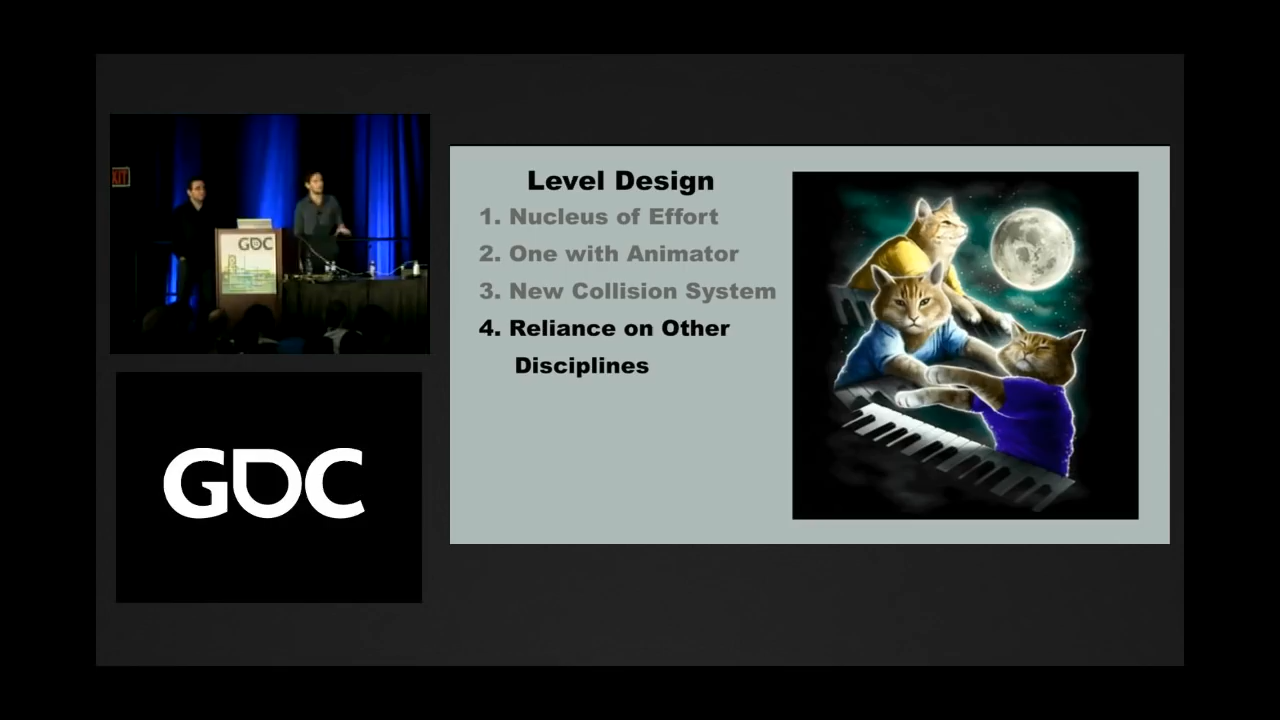 EXIT
GDC
GDC
Level Design
1. Nucleus of Effort
2. One with Animator
3. New Collision System
4. Reliance on Other
Disciplines